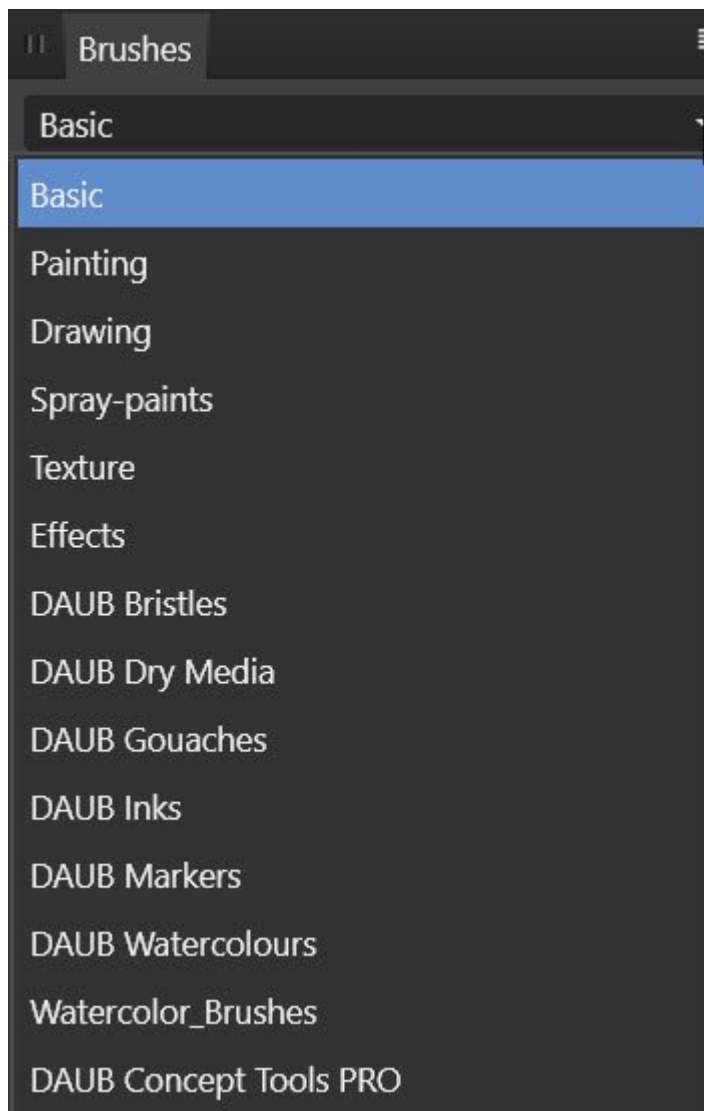 Brushes
Basic
Basic
Painting
Drawing
Spray-paints
Texture
Effects
DAUB Bristles
DAUB Dry Media
DAUB Gouaches
DAUB Inks
DAUB Markers
DAUB Watercolours
Watercolor_Brushes
DAUB Concept Tools PRO